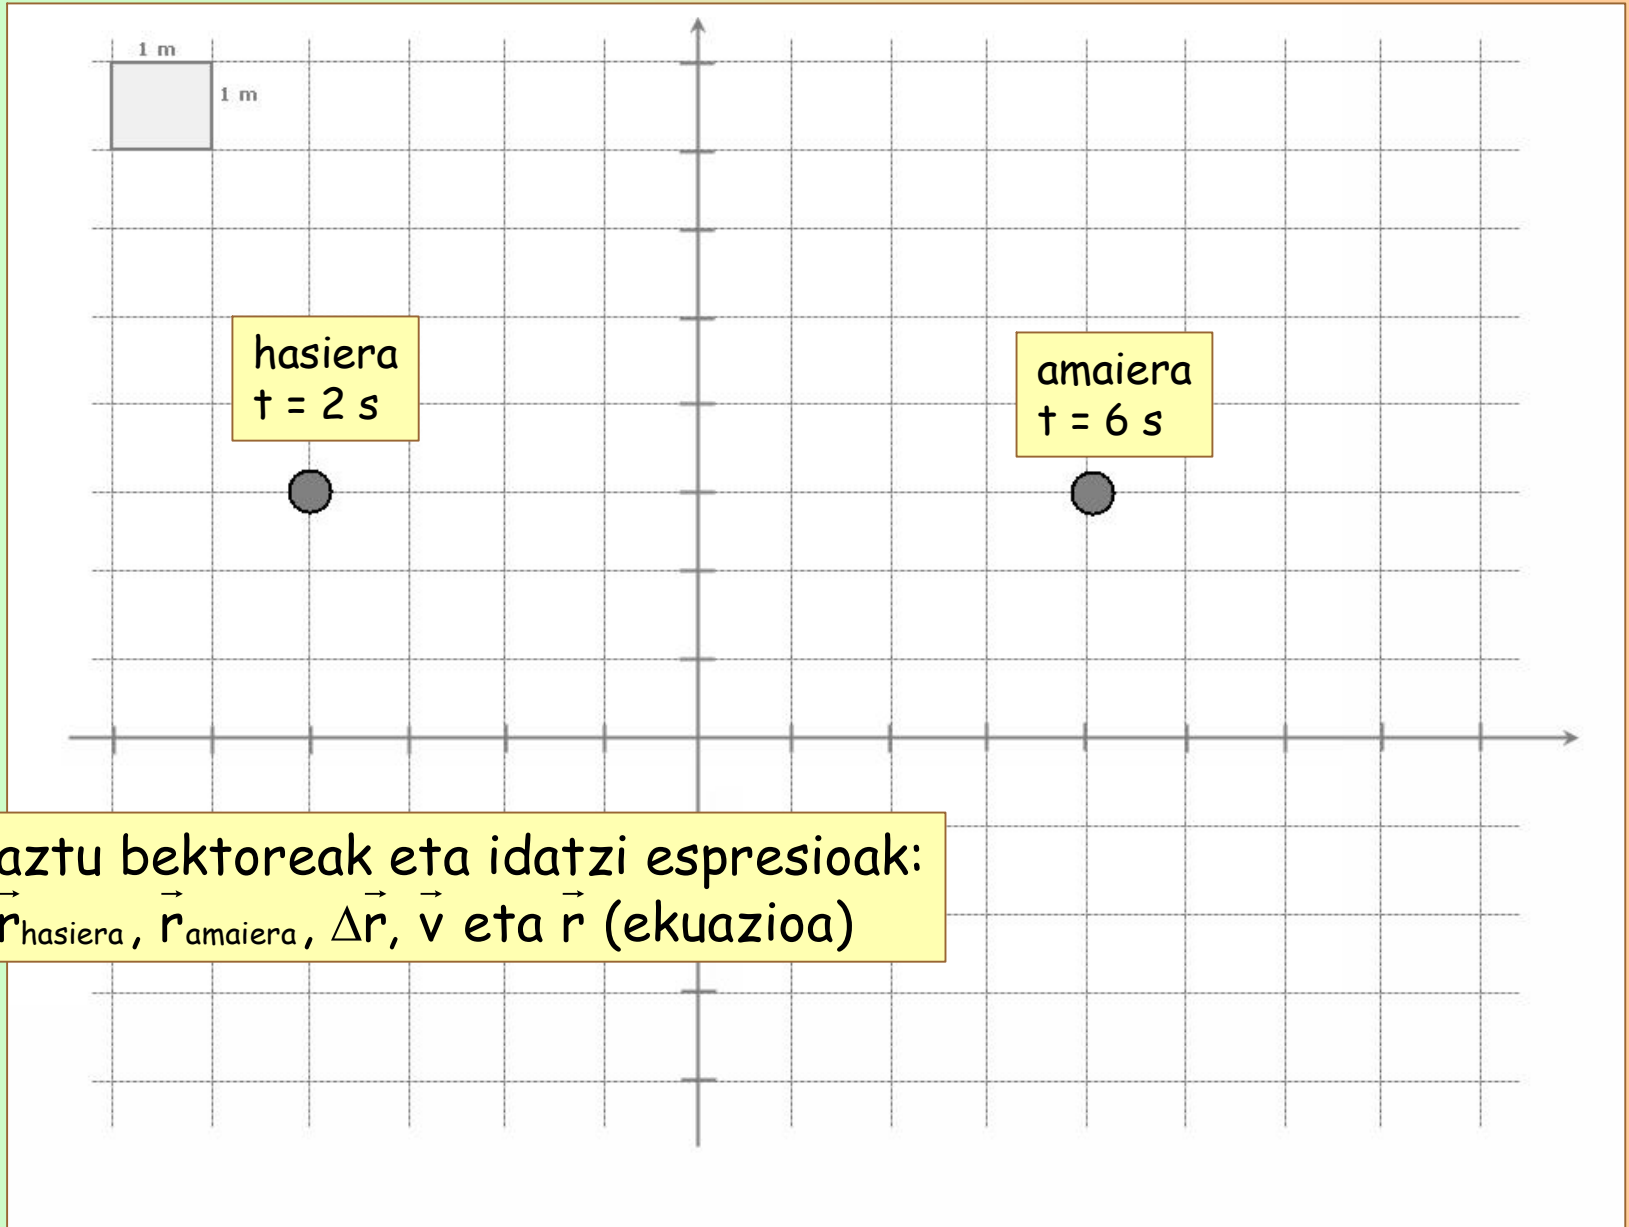 1 m
1 m
hasiera
t = 2 s
amaiera
t = 6 s
aztu bektoreak eta idatzi espresioak:
r⃗hasiera, r⃗amaiera, Δr⃗, v⃗ eta r⃗ (ekuazioa)